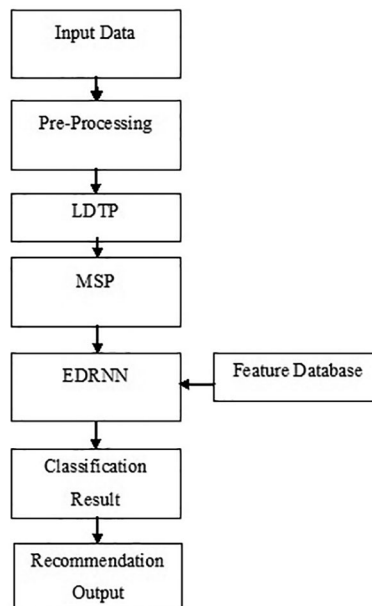 Input Data
Pre-Processing
LDTP
MSP
EDRNN
Feature Database
Classification
Result
Recommendation
Output